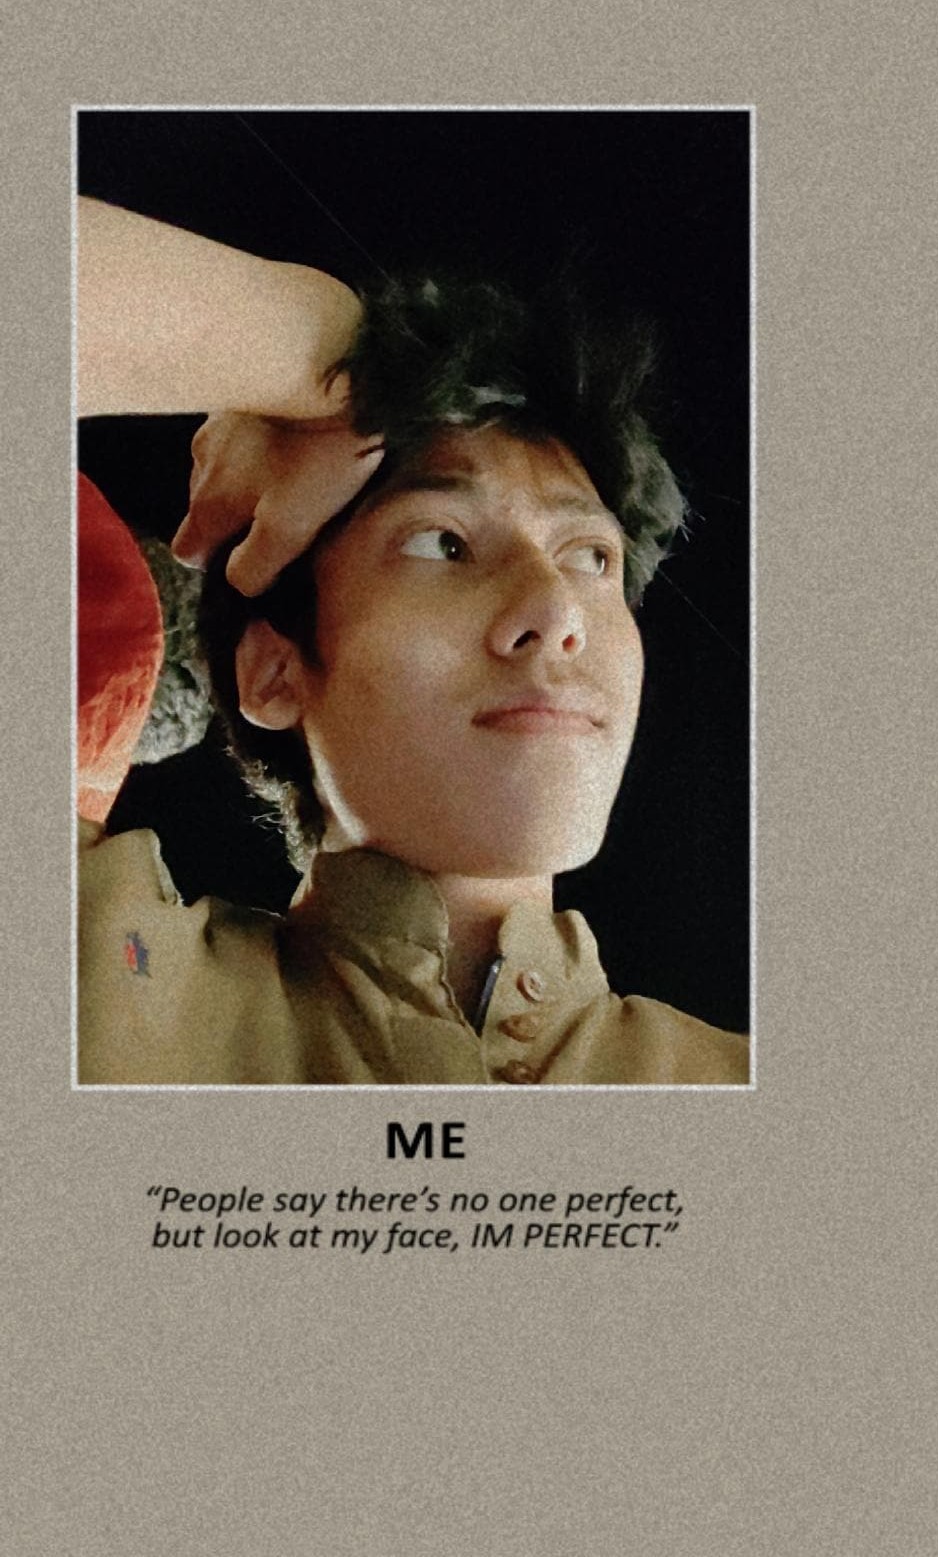 ME
“People say there’s no one perfect,
but look at my face, IM PERFECT.”